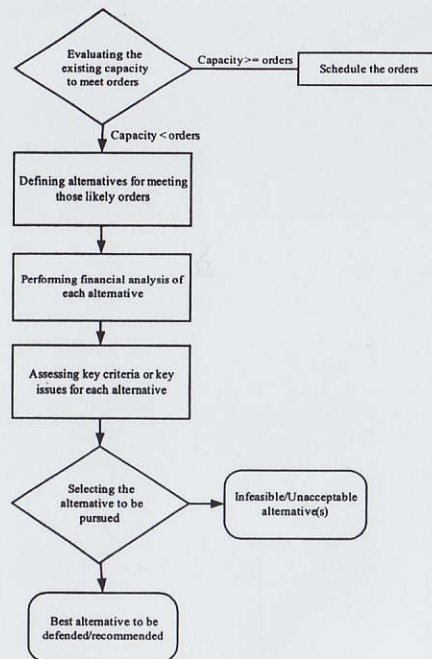 Evaluating the
existing capacity
to meet orders
Capacity>= orders
Schedule the orders
Capacity < orders
Defining alternatives for meeting
those likely orders
Performing financial analysis of
each alternative
Assessing key criteria or key
issues for each alternative
Selecting the
alternative to be
pursued
Infeasible/Unacceptable
alternative(s)
Best alternative to be
defended/recommended